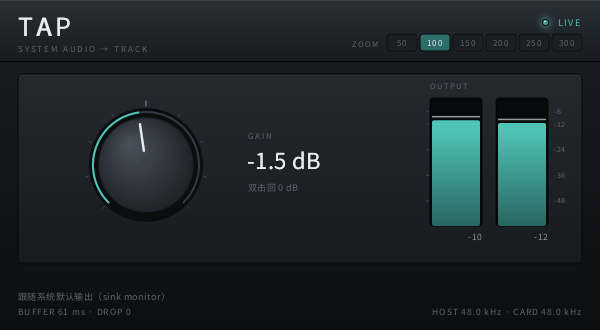 TAP
SYSTEM AUDIO → TRACK
LIVE
ZOOM 50 100 150 200 250 300
OUTPUT
GAIN
-1.5 dB
双击回 0 dB
-6
-12
-24
-36
-48
-10 -12
跟随系统默认输出（sink monitor）
BUFFER 61 ms · DROP 0
HOST 48.0 kHz · CARD 48.0 kHz